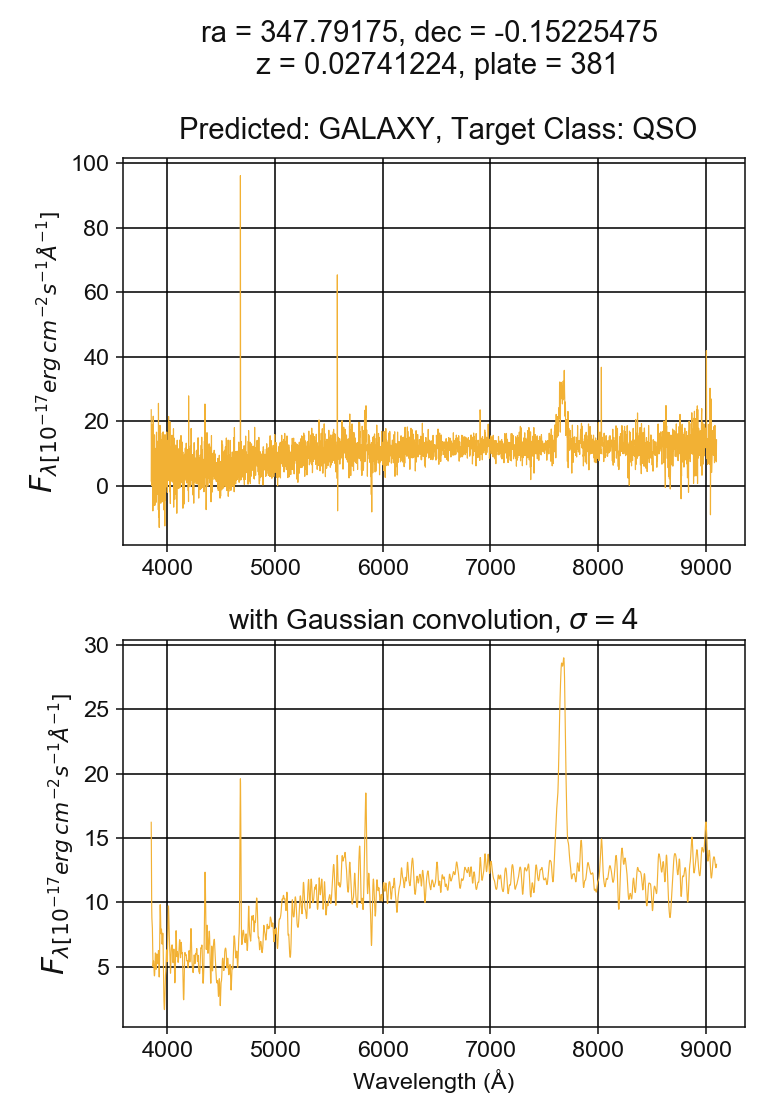 ra = 347.79175, dec = -0.15225475
z = 0.02741224, plate = 381
Predicted: GALAXY, Target Class: QSO
100
80
60
40
20
0
F_λ[10^{−17} erg cm^{−2} s^{−1} Å^{−1}]
4000 5000 6000 7000 8000 9000
with Gaussian convolution, σ = 4
30
25
20
15
10
5
F_λ[10^{−17} erg cm^{−2} s^{−1} Å^{−1}]
4000 5000 6000 7000 8000 9000
Wavelength (Å)